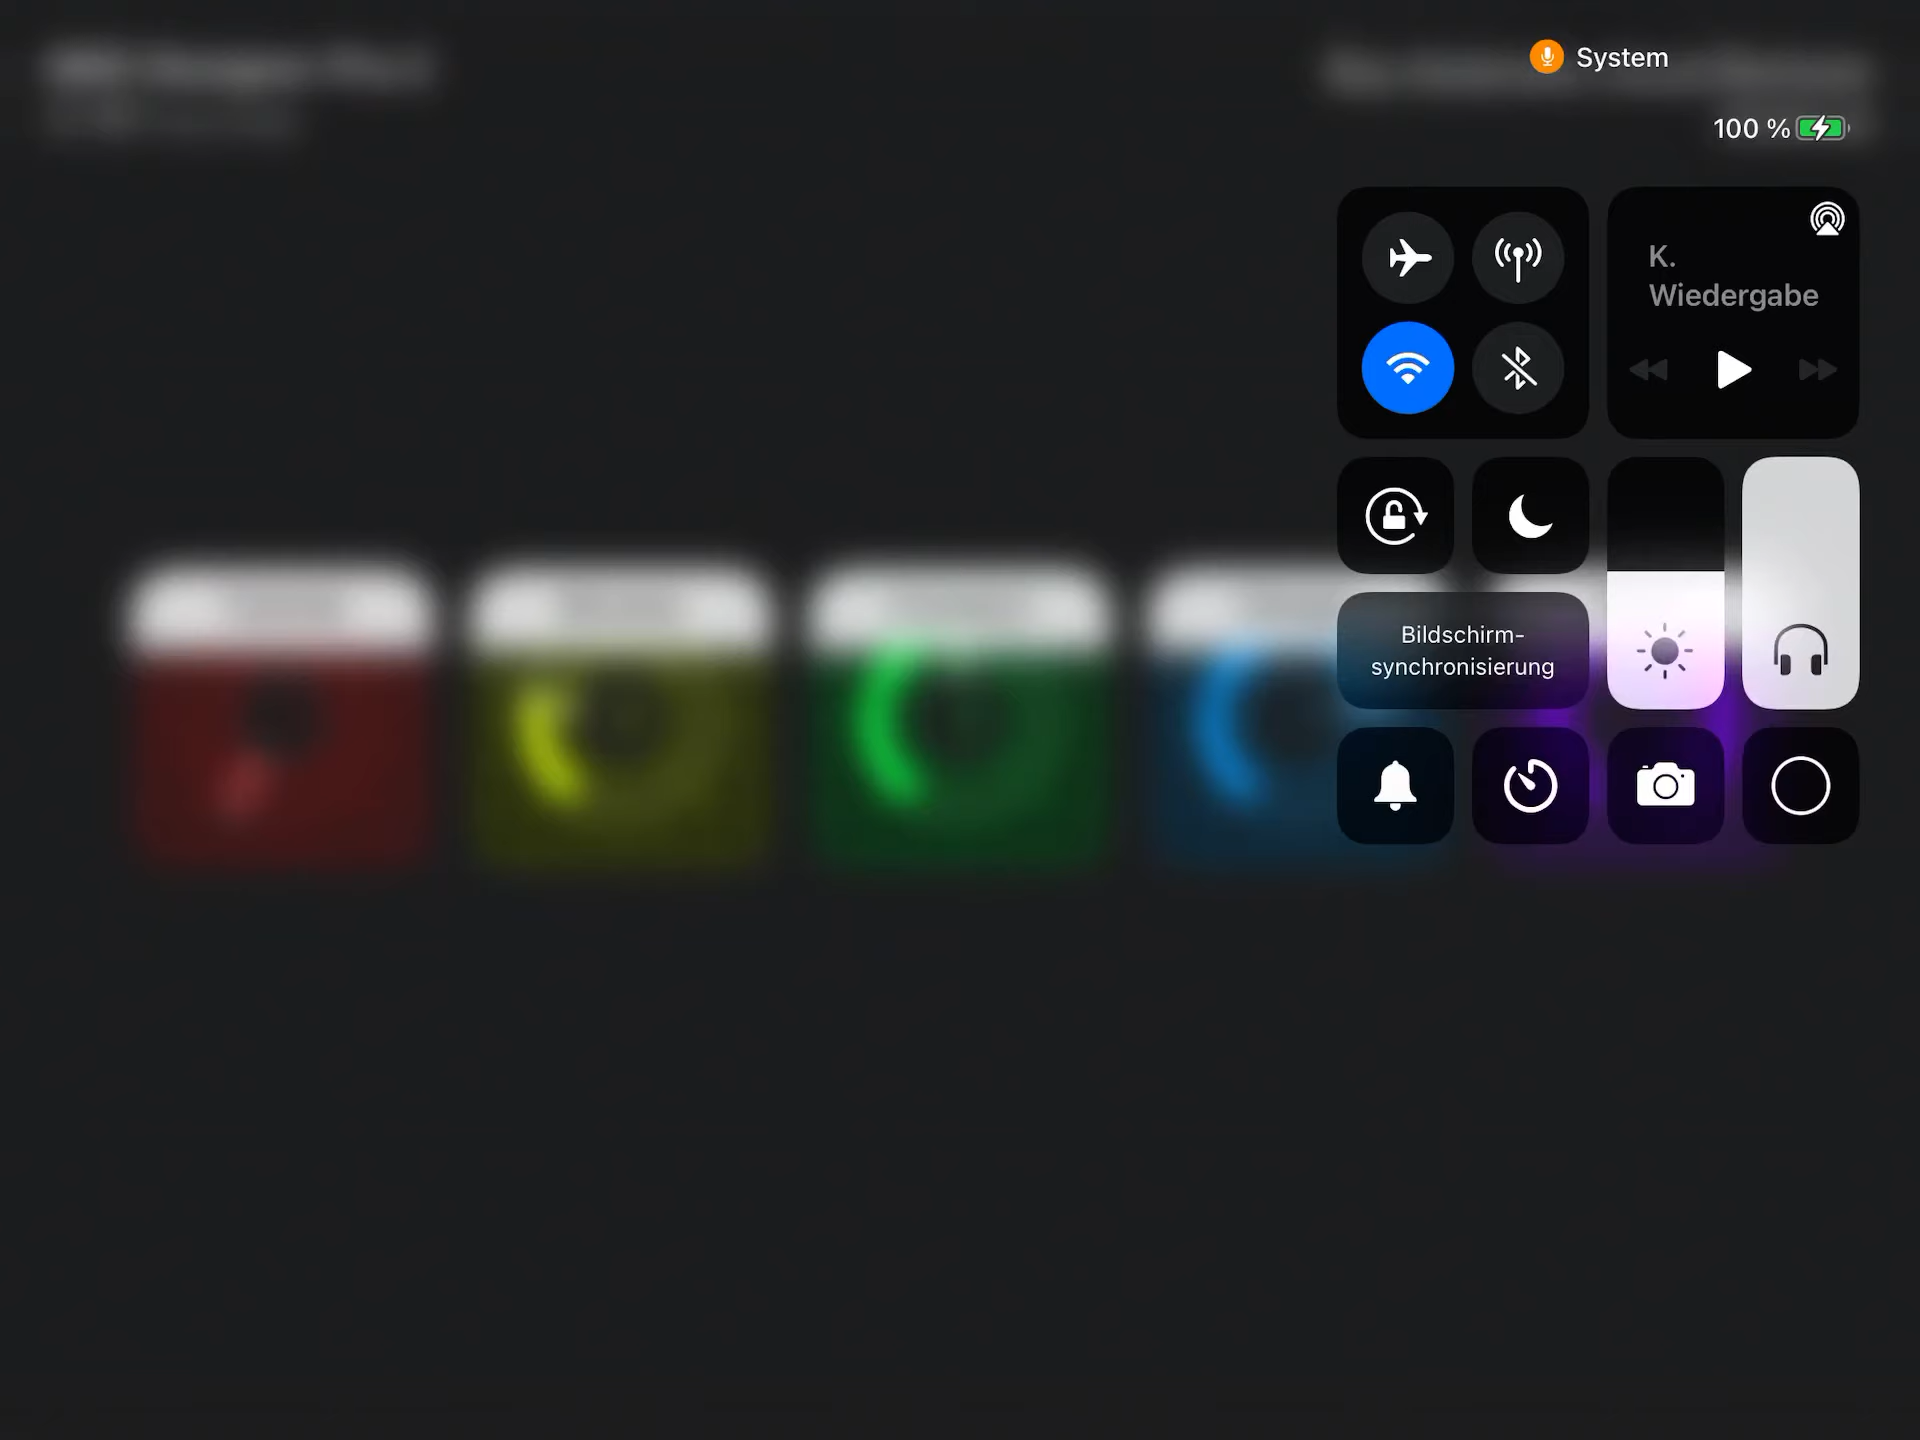 System
100 %
K.
Wiedergabe
Bildschirm-
synchronisierung